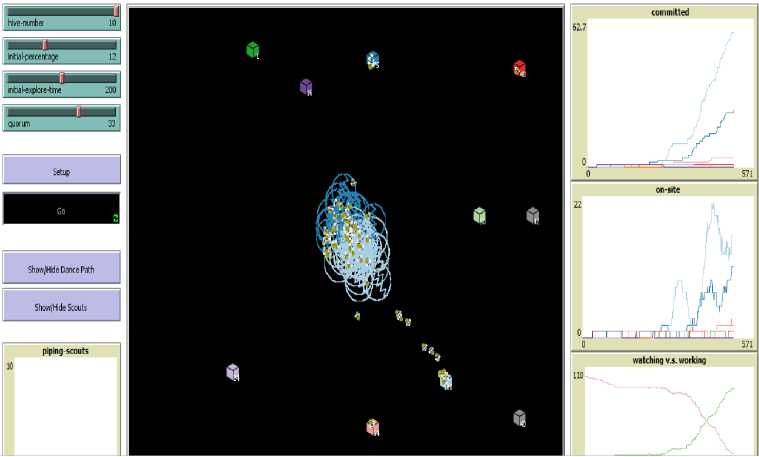 hive-number 10
initial-percentage 12
initial-explore-time 200
quorum 33
Setup
Go
Show/Hide Dance Path
Show/Hide Scouts
piping-scouts
10
committed
62.7
0
0 571
on-site
22
0
0 571
watching v.s. working
110